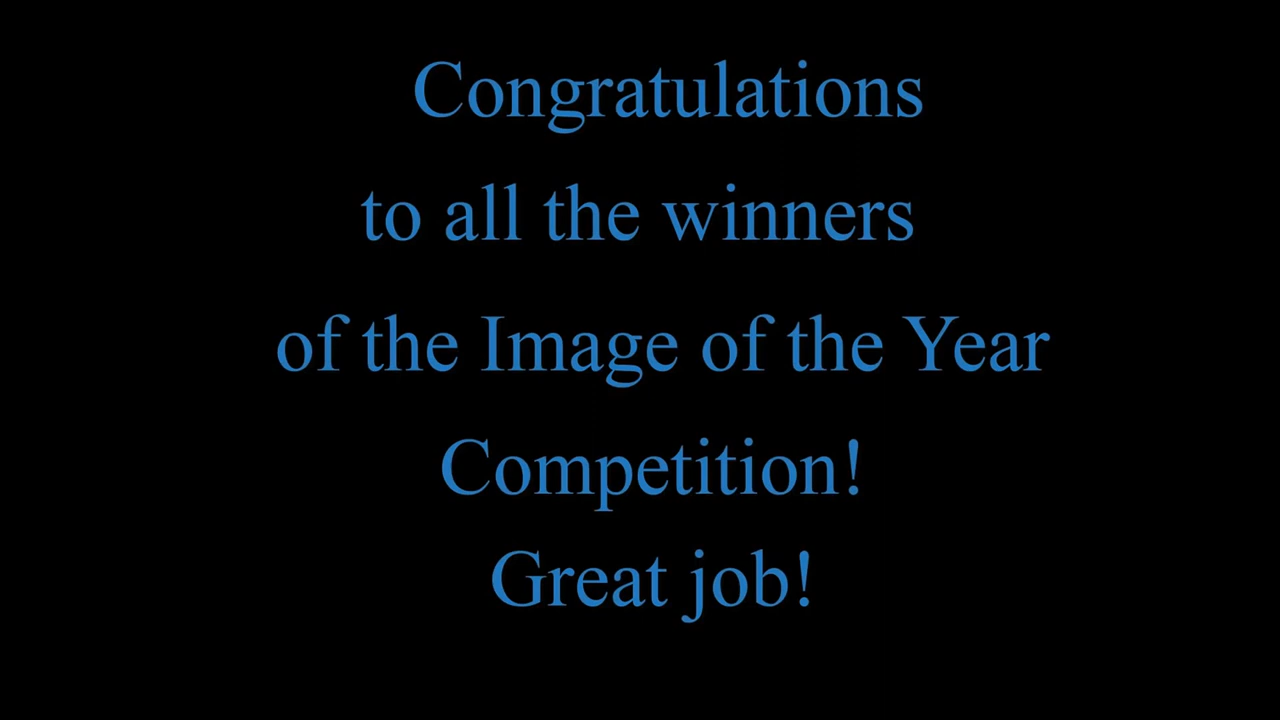 Congratulations
to all the winners
of the Image of the Year
Competition!
Great job!